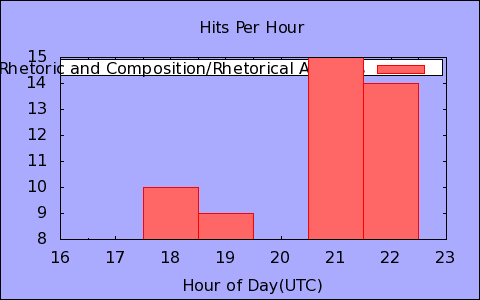 Hits Per Hour
Rhetoric and Composition/Rhetorical A
15
14
13
12
11
10
9
8
16 17 18 19 20 21 22 23
Hour of Day(UTC)